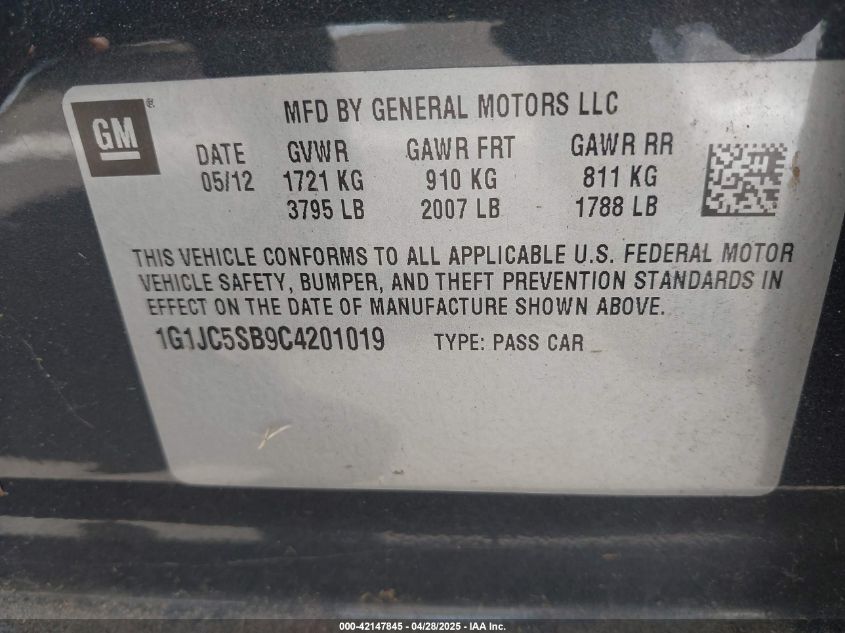 GM®
MFD BY GENERAL MOTORS LLC
DATE GVWR GAWR FRT GAWR RR
05/12 1721 KG 910 KG 811 KG
3795 LB 2007 LB 1788 LB
THIS VEHICLE CONFORMS TO ALL APPLICABLE U.S. FEDERAL MOTOR
VEHICLE SAFETY, BUMPER, AND THEFT PREVENTION STANDARDS IN
EFFECT ON THE DATE OF MANUFACTURE SHOWN ABOVE.
1G1JC5SB9C4201019 TYPE: PASS CAR
000-42147845 - 04/28/2025 - IAA Inc.